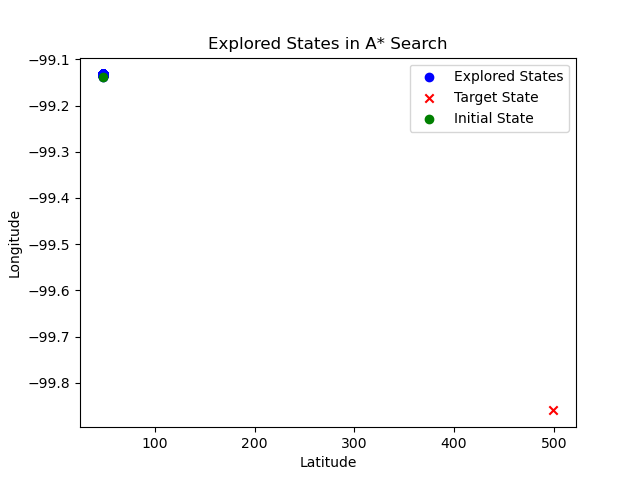 Explored States in A* Search
Explored States
Target State
Initial State
−99.1
−99.2
−99.3
−99.4
−99.5
−99.6
−99.7
−99.8
Longitude
100
200
300
400
500
Latitude